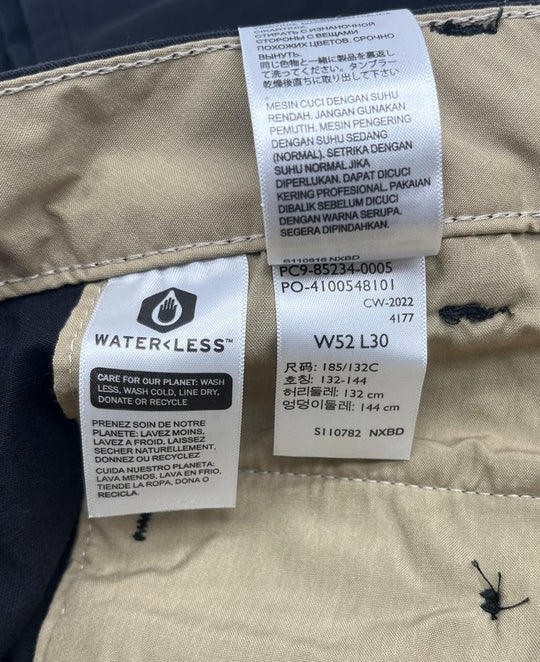 СТИРАТЬ С ИЗНАНОЧНОЙ
СТОРОНЫ С ВЕЩАМИ
ПОХОЖИХ ЦВЕТОВ. СРОЧНО
ВЫНУТЬ.
同じ色物と一緒に製品を裏返し
て洗ってください。タンブラー
乾燥後直ちに取り出して下さい
MESIN CUCI DENGAN SUHU
RENDAH. JANGAN GUNAKAN
PEMUTIH. MESIN PENGERING
DENGAN SUHU SEDANG
(NORMAL). SETRIKA DENGAN
SUHU NORMAL JIKA
DIPERLUKAN. DAPAT DICUCI
KERING PROFESIONAL. PAKAIAN
DIBALIK SEBELUM DICUCI
DENGAN WARNA SERUPA.
SEGERA DIPINDAHKAN.
S110816 NXBD
PC9-85234-0005
PO-4100548101
CW-2022
4177
W52 L30
尺码: 185/132C
호칭: 132-144
허리둘레: 132 cm
엉덩이둘레: 144 cm
S110782 NXBD
WATER<LESS™
CARE FOR OUR PLANET: WASH
LESS, WASH COLD, LINE DRY,
DONATE OR RECYCLE
PRENEZ SOIN DE NOTRE
PLANETE: LAVEZ MOINS,
LAVEZ A FROID, LAISSEZ
SECHER NATURELLEMENT,
DONNEZ OU RECYCLEZ
CUIDA NUESTRO PLANETA:
LAVA MENOS, LAVA EN FRIO,
TIENDE LA ROPA, DONA O
RECICLA.